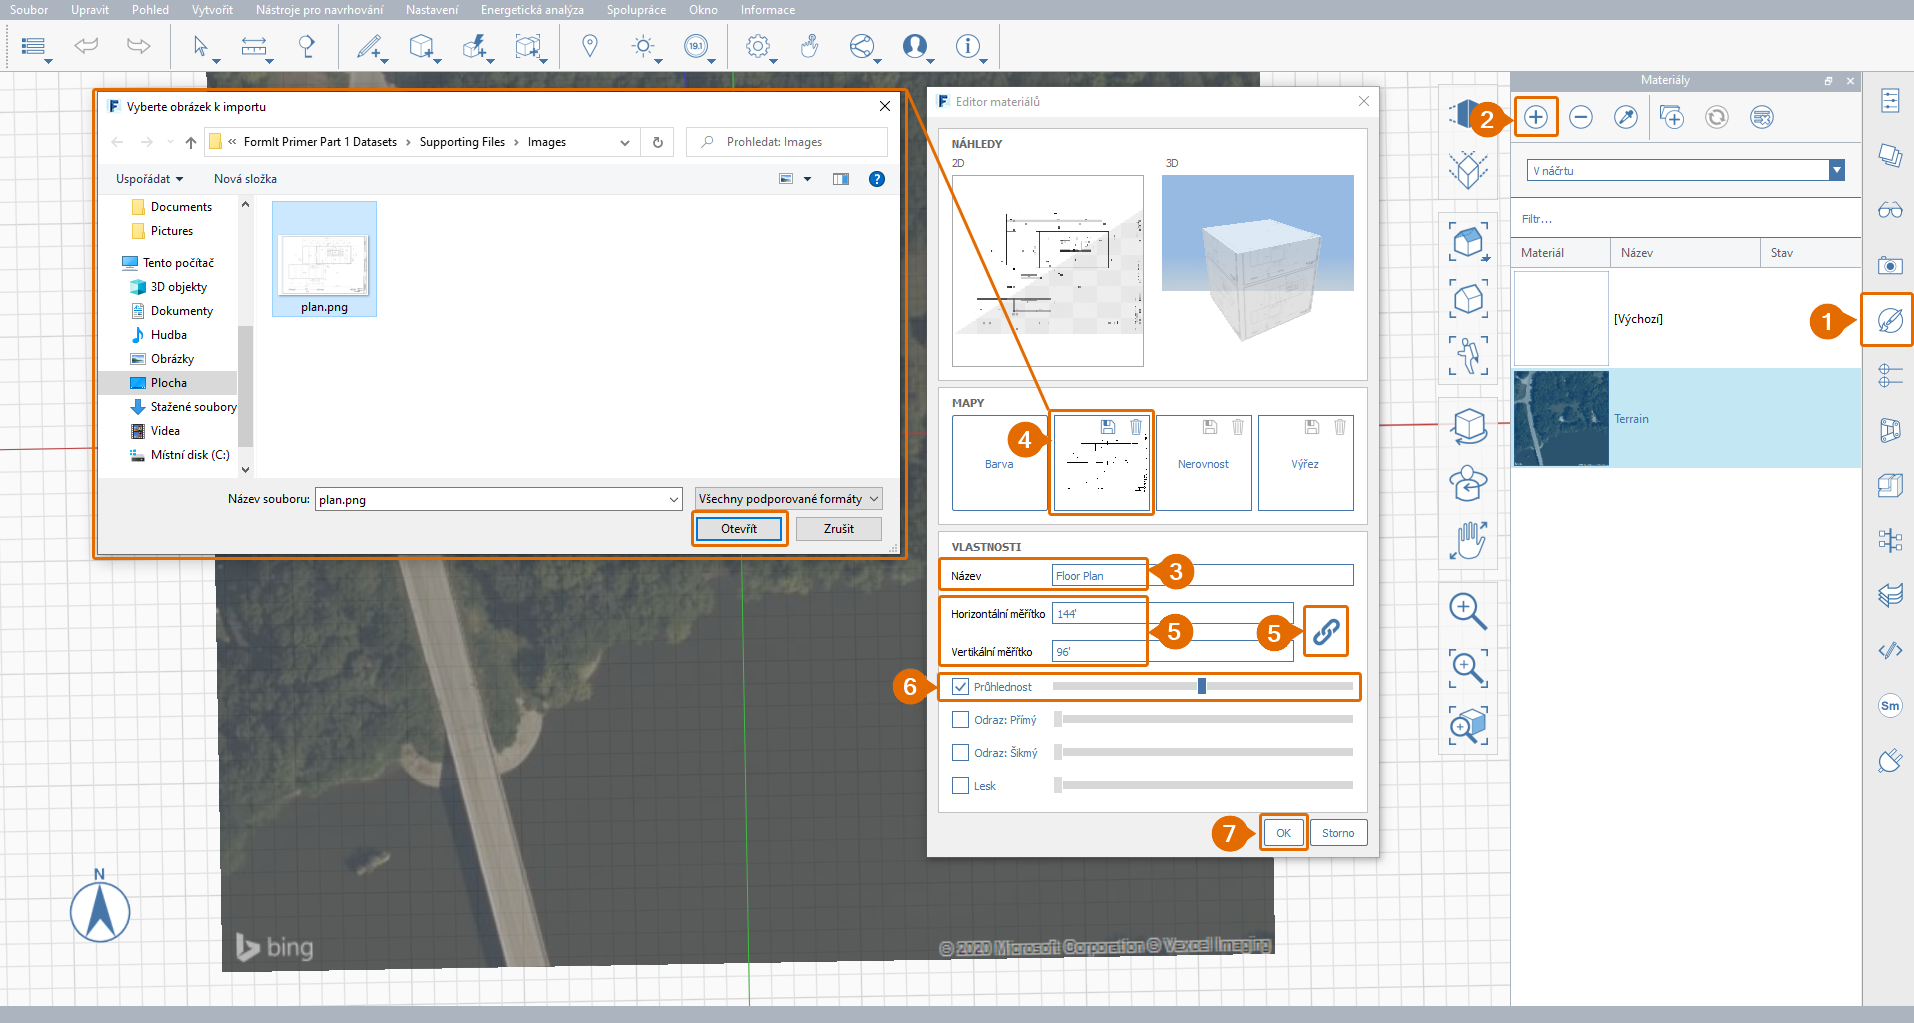 Soubor Upravit Pohled Vytvořit Nástroje pro navrhování Nastavení Energetická analýza Spolupráce Okno Informace
19.1
Vyberte obrázek k importu
« FormIt Primer Part 1 Datasets › Supporting Files › Images
Prohledat: Images
Uspořádat
Nová složka
Documents
Pictures
Tento počítač
3D objekty
Dokumenty
Hudba
Obrázky
Plocha
Stažené soubory
Videa
Místní disk (C:)
plan.png
Název souboru:
plan.png
Všechny podporované formáty
Otevřít
Zrušit
Editor materiálů
NÁHLEDY
2D
3D
MAPY
Barva
4
Nerovnost
Výřez
VLASTNOSTI
Název
Floor Plan
3
Horizontální měřítko
144'
5
5
Vertikální měřítko
96'
6
Průhlednost
Odraz: Přímý
Odraz: Šikmý
Lesk
7
OK
Storno
Materiály
2
V náčrtu
Filtr...
Materiál
Název
Stav
[Výchozí]
1
Terrain
Sm
N
bing
© 2020 Microsoft Corporation © Vexcel Imaging